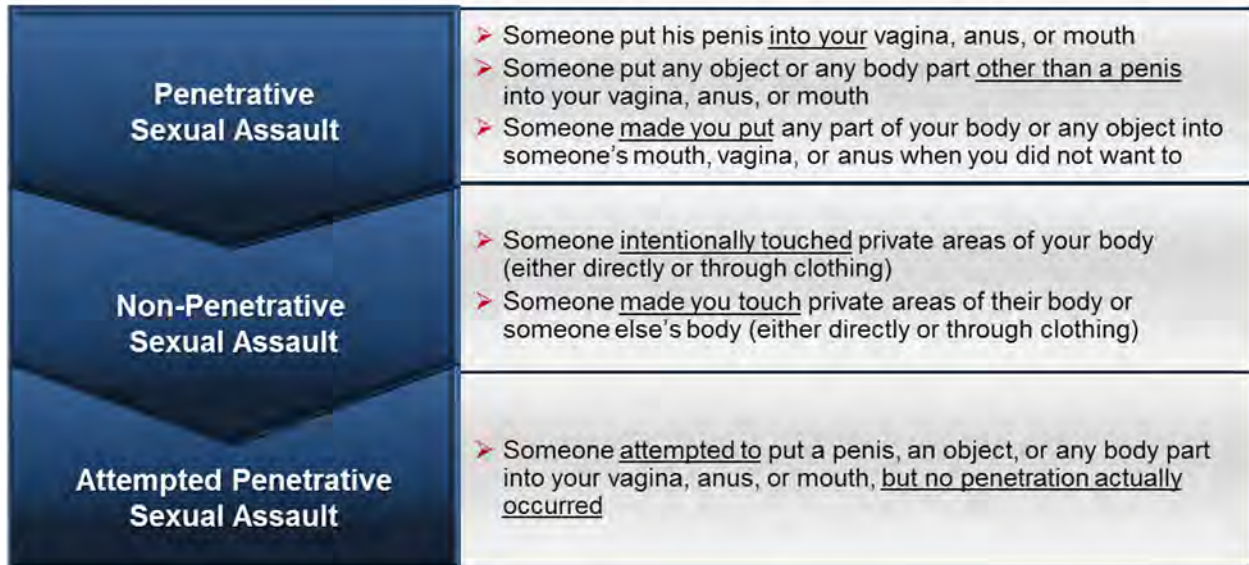 Penetrative
Sexual Assault
➢ Someone put his penis into your vagina, anus, or mouth
➢ Someone put any object or any body part other than a penis
into your vagina, anus, or mouth
➢ Someone made you put any part of your body or any object into
someone's mouth, vagina, or anus when you did not want to
Non-Penetrative
Sexual Assault
➢ Someone intentionally touched private areas of your body
(either directly or through clothing)
➢ Someone made you touch private areas of their body or
someone else's body (either directly or through clothing)
Attempted Penetrative
Sexual Assault
➢ Someone attempted to put a penis, an object, or any body part
into your vagina, anus, or mouth, but no penetration actually
occurred